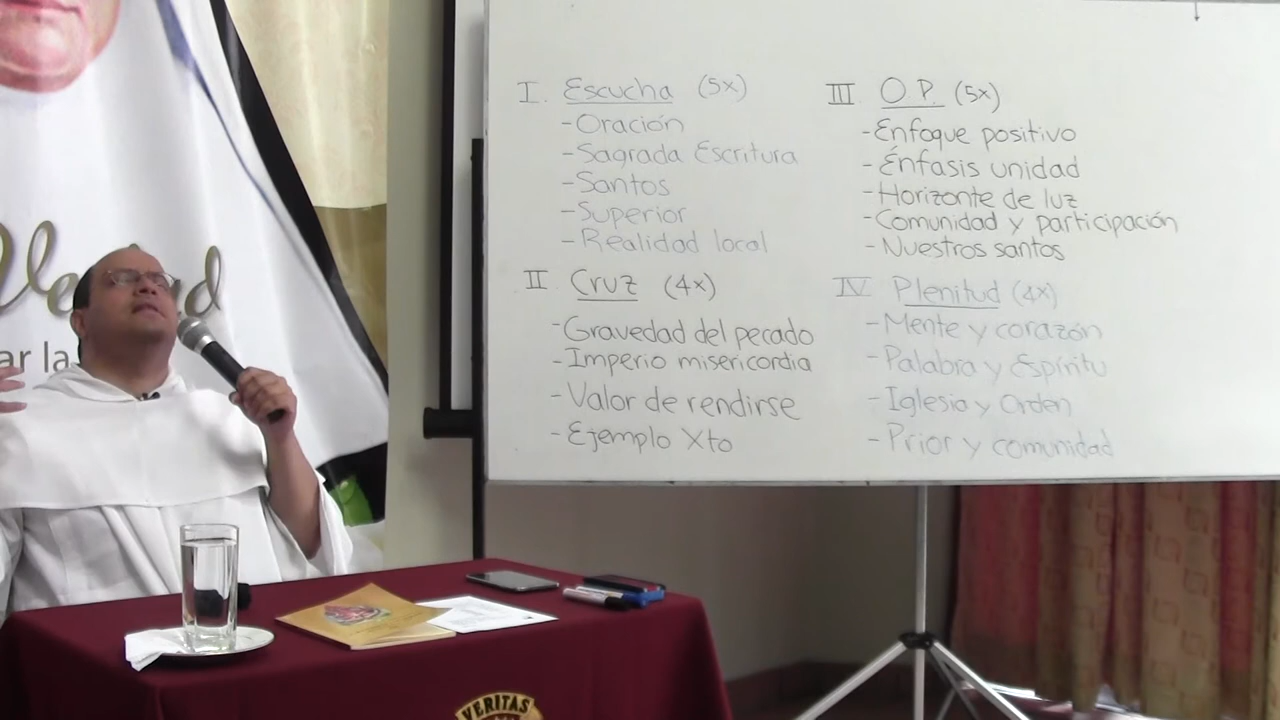 I. Escucha (5x)
-Oración
-Sagrada Escritura
-Santos
-Superior
-Realidad local
II Cruz (4x)
-Gravedad del pecado
-Imperio misericordia
-Valor de rendirse
-Ejemplo Xto
III O.P. (5x)
-Enfoque positivo
-Énfasis unidad
-Horizonte de luz
-Comunidad y participación
-Nuestros santos
IV Plenitud (4x)
-Mente y corazón
-Palabra y Espíritu
-Iglesia y Orden
-Prior y comunidad
ar la
VERITAS